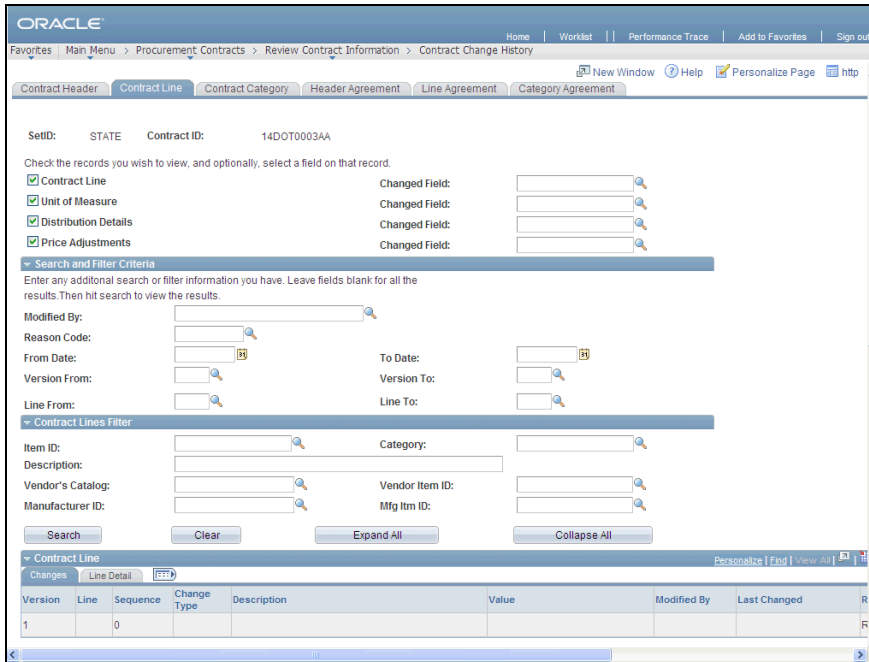 ORACLE
Home | Worklist | | Performance Trace | Add to Favorites | Sign out
Favorites | Main Menu > Procurement Contracts > Review Contract Information > Contract Change History
New Window Help Personalize Page http
Contract Header Contract Line Contract Category Header Agreement Line Agreement Category Agreement
SetID: STATE Contract ID: 14DOT0003AA
Check the records you wish to view, and optionally, select a field on that record.
Contract Line Changed Field:
Unit of Measure Changed Field:
Distribution Details Changed Field:
Price Adjustments Changed Field:
Search and Filter Criteria
Enter any additonal search or filter information you have. Leave fields blank for all the
results.Then hit search to view the results.
Modified By:
Reason Code:
From Date: To Date:
Version From: Version To:
Line From: Line To:
Contract Lines Filter
Item ID: Category:
Description:
Vendor's Catalog: Vendor Item ID:
Manufacturer ID: Mfg Itm ID:
Search Clear Expand All Collapse All
Contract Line Personalize | Find | View All |
Changes Line Detail
Version Line Sequence Change Type Description Value Modified By Last Changed R
1 0 R